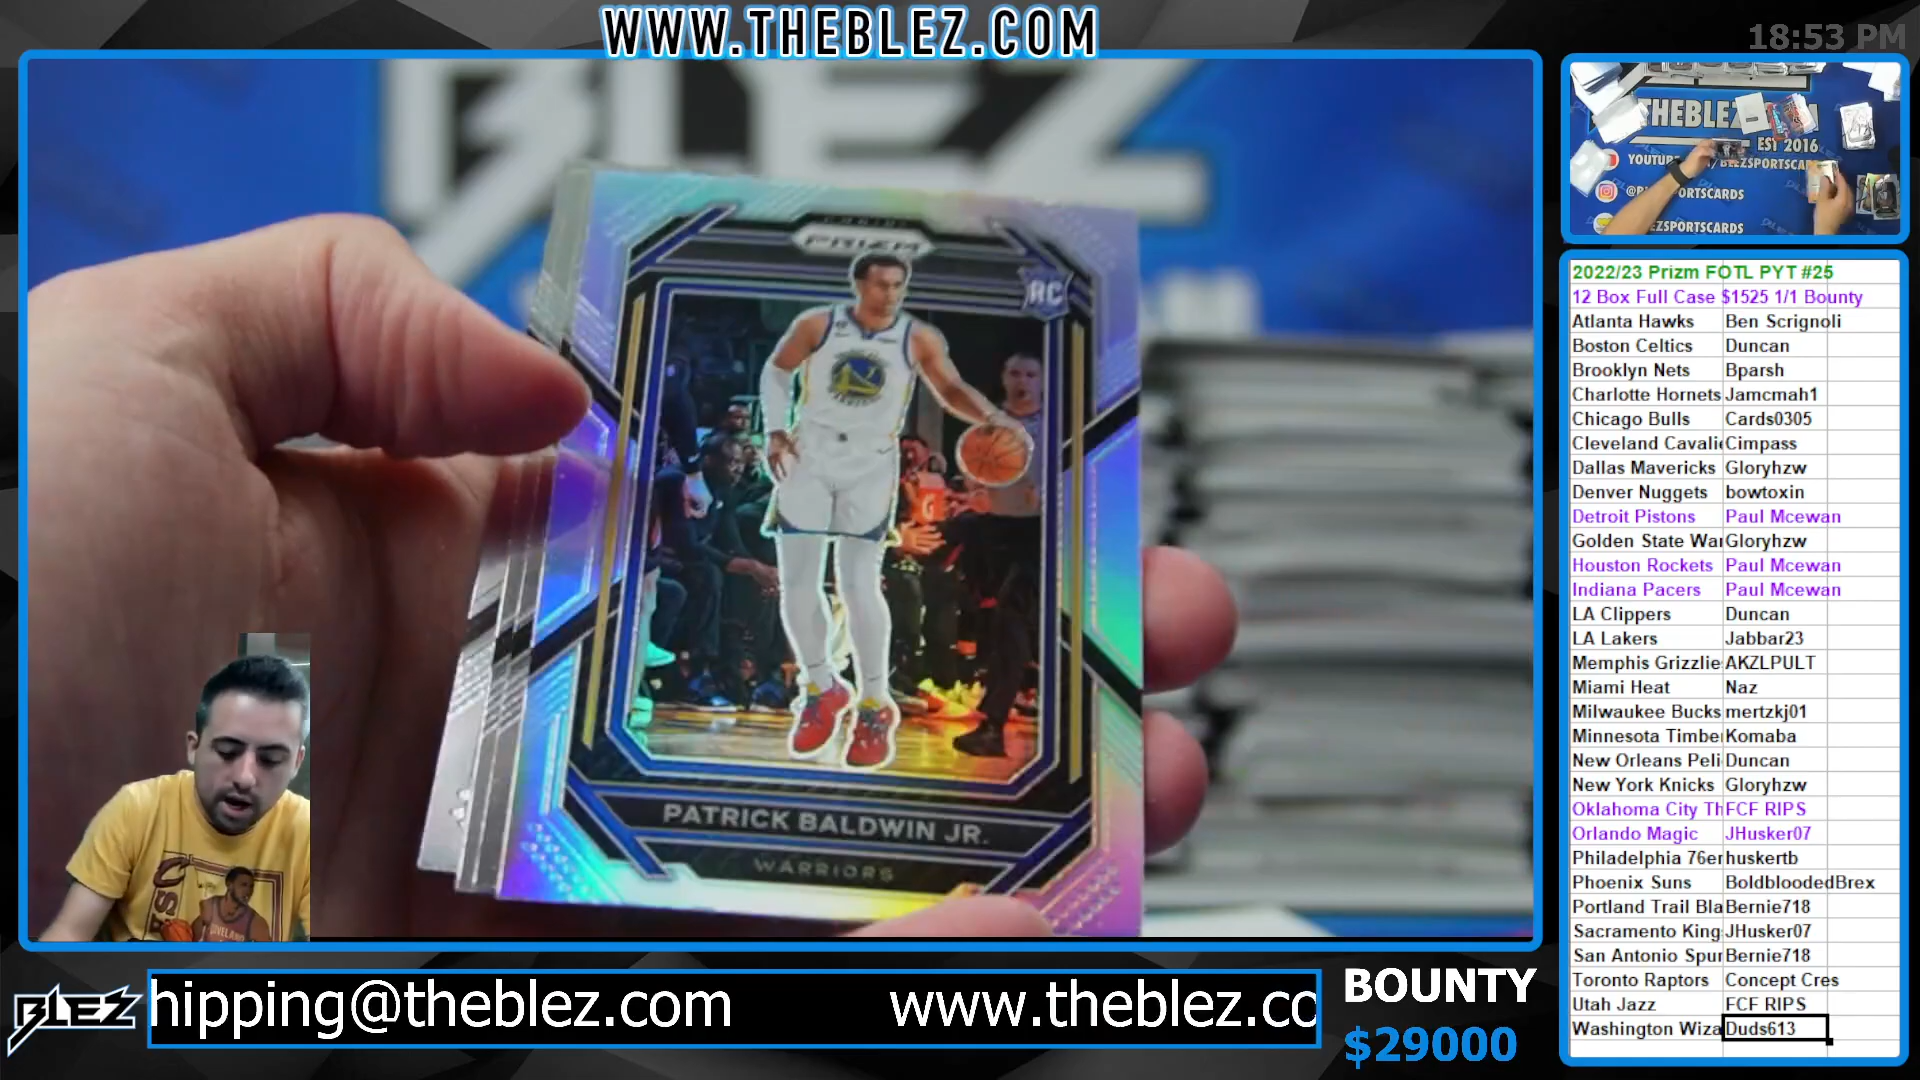 WWW.THEBLEZ.COM
18:53 PM
BLEZ
PRIZM
RC
PATRICK BALDWIN JR.
WARRIORS
THEBLEZ
EST 2016
2022/23 Prizm FOTL PYT #25
12 Box Full Case $1525 1/1 Bounty
Atlanta Hawks Ben Scrignoli
Boston Celtics Duncan
Brooklyn Nets Bparsh
Charlotte Hornets Jamcmah1
Chicago Bulls Cards0305
Cleveland Cavalie Cimpass
Dallas Mavericks Gloryhzw
Denver Nuggets bowtoxin
Detroit Pistons Paul Mcewan
Golden State War Gloryhzw
Houston Rockets Paul Mcewan
Indiana Pacers Paul Mcewan
LA Clippers Duncan
LA Lakers Jabbar23
Memphis Grizzlie AKZLPULT
Miami Heat Naz
Milwaukee Bucks mertzkj01
Minnesota Timber Komaba
New Orleans Peli Duncan
New York Knicks Gloryhzw
Oklahoma City Th FCF RIPS
Orlando Magic JHusker07
Philadelphia 76er huskertb
Phoenix Suns BoldbloodedBrex
Portland Trail Bla Bernie718
Sacramento King JHusker07
San Antonio Spur Bernie718
Toronto Raptors Concept Cres
Utah Jazz FCF RIPS
Washington Wiza Duds613
BLEZ
hipping@theblez.com www.theblez.co
BOUNTY
$29000